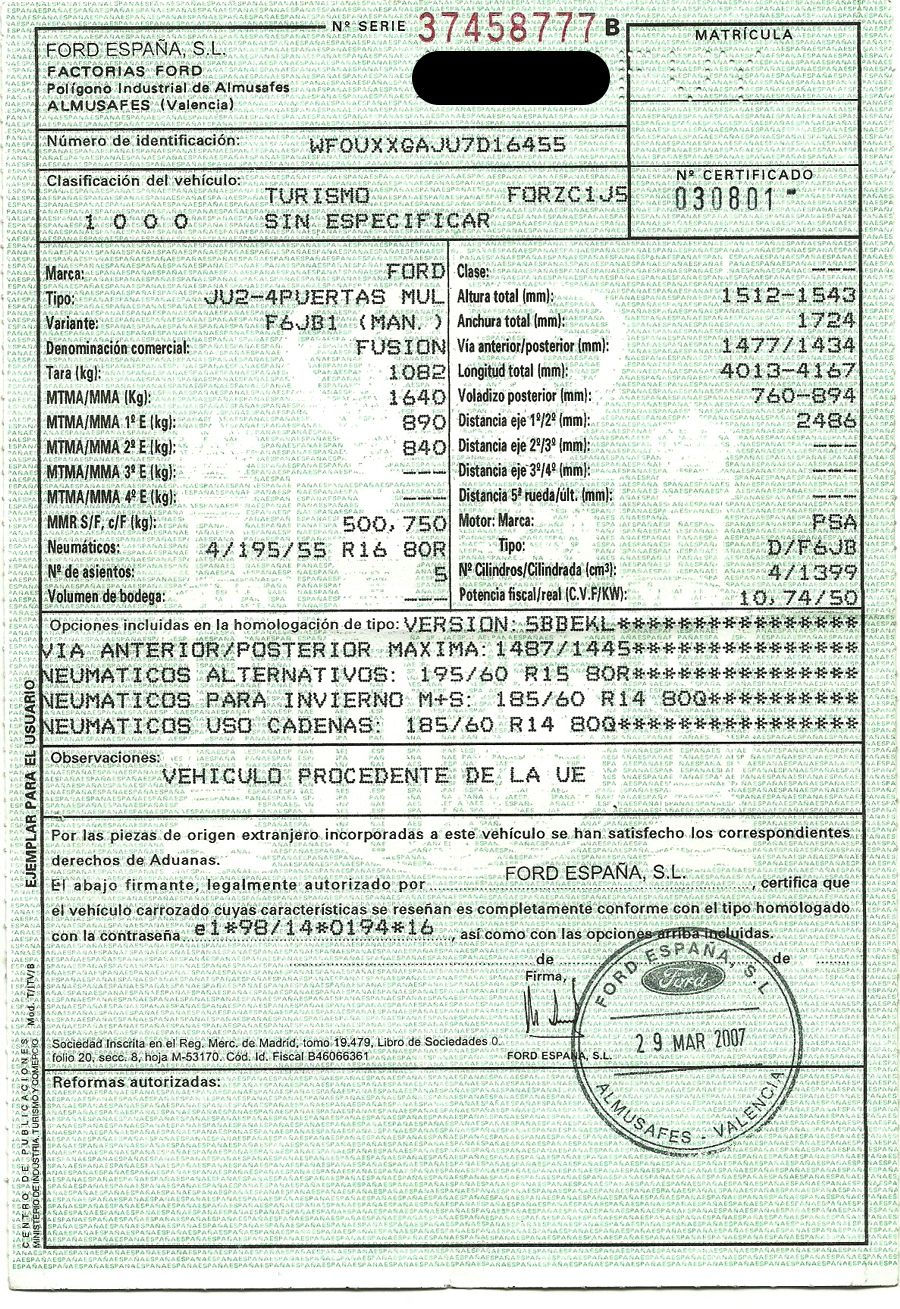 Nº SERIE 37458777 B
MATRÍCULA
FORD ESPAÑA, S.L.
FACTORIAS FORD
Polígono Industrial de Almusafes
ALMUSAFES (Valencia)
Número de identificación: WFOUXXGAJU7D16455
Nº CERTIFICADO
030801-
Clasificación del vehículo: TURISMO FORZC1J5
1 0 0 0 SIN ESPECIFICAR
Marca: FORD
Tipo: JU2-4PUERTAS MUL
Variante: F6JB1 (MAN.)
Denominación comercial: FUSION
Tara (kg): 1082
MTMA/MMA (Kg): 1640
MTMA/MMA 1º E (kg): 890
MTMA/MMA 2º E (kg): 840
MTMA/MMA 3º E (kg): ---
MTMA/MMA 4º E (kg): ---
MMR S/F, c/F (kg): 500,750
Neumáticos: 4/195/55 R16 80R
Nº de asientos: 5
Volumen de bodega: ---
Clase: ---
Altura total (mm): 1512-1543
Anchura total (mm): 1724
Vía anterior/posterior (mm): 1477/1434
Longitud total (mm): 4013-4167
Voladizo posterior (mm): 760-894
Distancia eje 1º/2º (mm): 2486
Distancia eje 2º/3º (mm): ---
Distancia eje 3º/4º (mm): ---
Distancia 5ª rueda/últ. (mm): ---
Motor: Marca: PSA
Tipo: D/F6JB
Nº Cilindros/Cilindrada (cm³): 4/1399
Potencia fiscal/real (C.V.F/KW): 10,74/50
Opciones incluidas en la homologación de tipo: VERSION: 5BBEKL****************
VIA ANTERIOR/POSTERIOR MAXIMA: 1487/1445***************
NEUMATICOS ALTERNATIVOS: 195/60 R15 80R***************
NEUMATICOS PARA INVIERNO M+S: 185/60 R14 80Q**********
NEUMATICOS USO CADENAS: 185/60 R14 80Q****************
Observaciones:
VEHICULO PROCEDENTE DE LA UE
Por las piezas de origen extranjero incorporadas a este vehículo se han satisfecho los correspondientes
derechos de Aduanas.
El abajo firmante, legalmente autorizado por FORD ESPAÑA, S.L., certifica que
el vehículo carrozado cuyas características se reseñan es completamente conforme con el tipo homologado
con la contraseña e1*98/14*0194*16, así como con las opciones arriba incluidas.
de de
Firma,
FORD ESPAÑA, S.L.
Ford
29 MAR 2007
ALMUSAFES - VALENCIA
Sociedad Inscrita en el Reg. Merc. de Madrid, tomo 19.479, Libro de Sociedades 0.
folio 20, secc. 8, hoja M-53170. Cód. Id. Fiscal B46066361
FORD ESPAÑA, S.L.
Reformas autorizadas:
EJEMPLAR PARA EL USUARIO
Mod. T/ITV/8
CENTRO DE PUBLICACIONES
MINISTERIO DE INDUSTRIA, TURISMO Y COMERCIO